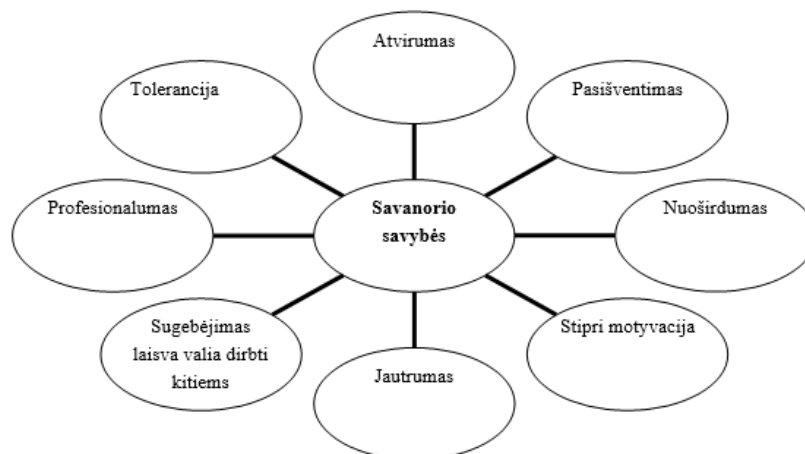 Atvirumas
Tolerancija
Pasišventimas
Profesionalumas
Savanorio
savybės
Nuoširdumas
Sugebėjimas
laisva valia dirbti
kitiems
Stipri motyvacija
Jautrumas